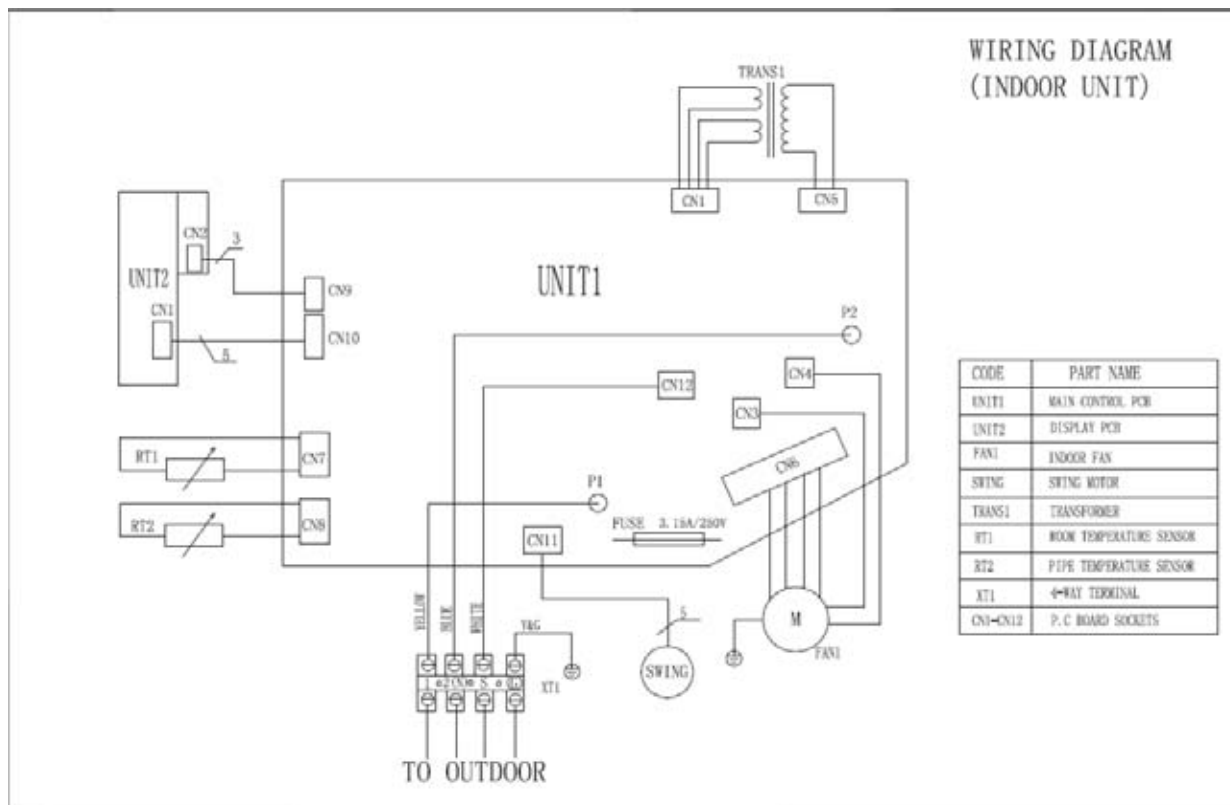 WIRING DIAGRAM
(INDOOR UNIT)
TRANS1
CN1
CN5
CN2
3
UNIT2
UNIT1
CN9
CN1
CN10
5
P2
CN12
CN4
CN3
CN6
RT1
CN7
RT2
CN8
P1
FUSE 3.15A/250V
CN11
YELLOW
BLUE
WHITE
Y&G
5
M
FAN1
SWING
1 2(N) S
XT1
TO OUTDOOR
CODE PART NAME
UNIT1 MAIN CONTROL PCB
UNIT2 DISPLAY PCB
FAN1 INDOOR FAN
SWING SWING MOTOR
TRANS1 TRANSFORMER
RT1 ROOM TEMPERATURE SENSOR
RT2 PIPE TEMPERATURE SENSOR
XT1 4-WAY TERMINAL
CN1-CN12 P.C BOARD SOCKETS